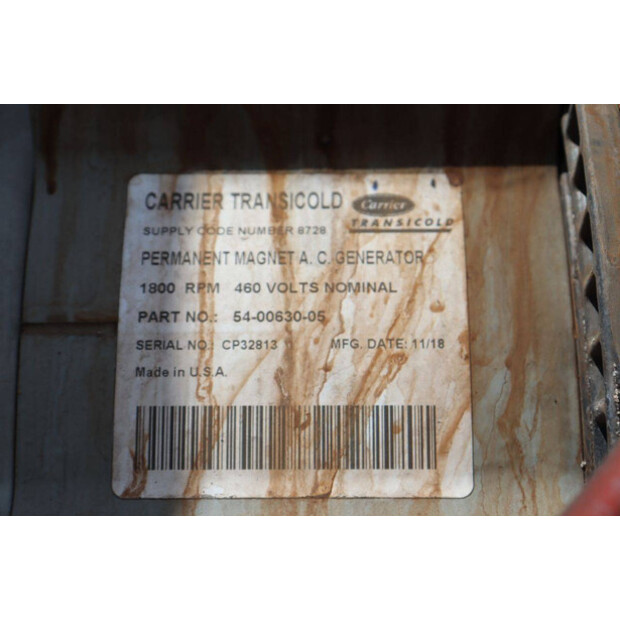 CARRIER TRANSICOLD
Carrier
TRANSICOLD
SUPPLY CODE NUMBER 8728
PERMANENT MAGNET A. C. GENERATOR
1800 RPM 460 VOLTS NOMINAL
PART NO.: 54-00630-05
SERIAL NO.: CP32813 MFG. DATE: 11/18
Made in U.S.A.